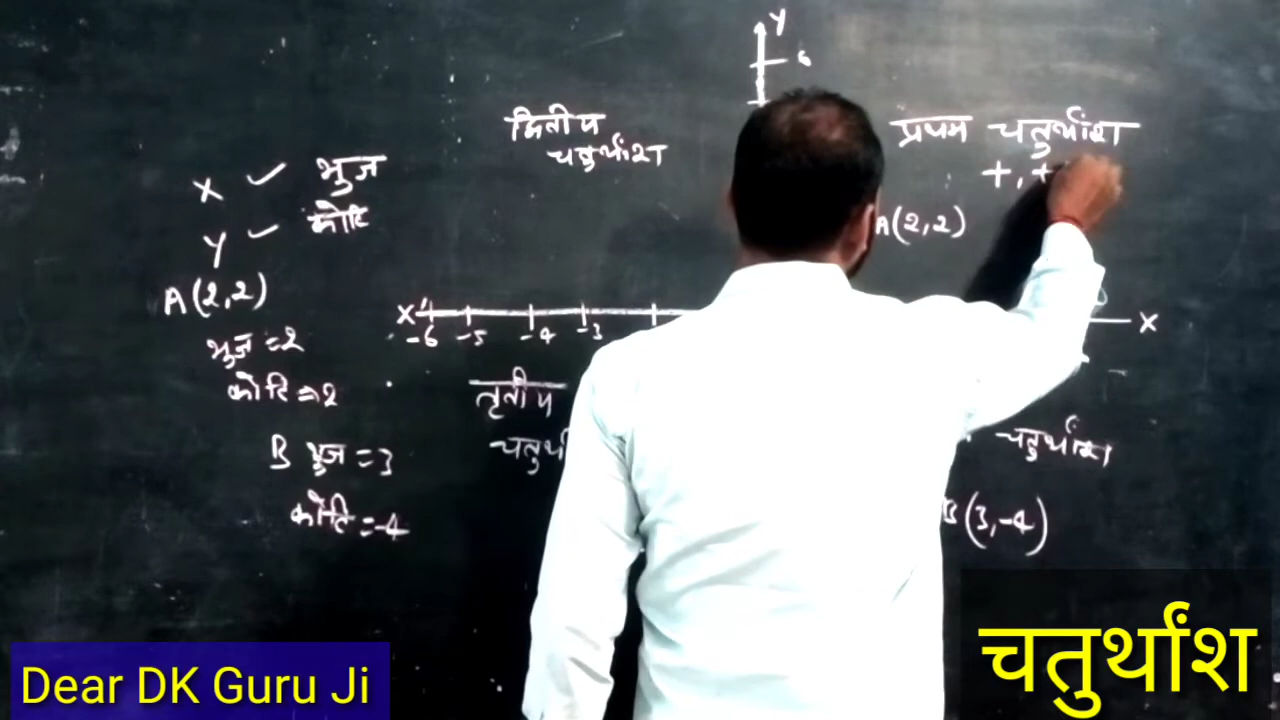 Y
6
द्वितीय
चतुर्थांश
प्रथम चतुर्थांश
+, +
X ✓ भुज
Y ✓ कोटि
A(2,2)
A(2,2)
भुज =2
कोटि =2
X' X
-6 -5 -4 -3
तृतीय
चतुर्थां
चतुर्थांश
B भुज =3
कोटि =-4
B(3,-4)
Dear DK Guru Ji
चतुर्थांश